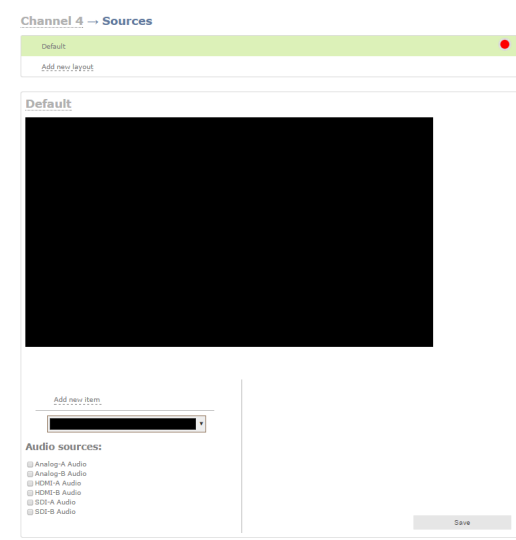 Channel 4 → Sources
Default
Add new layout
Default
Add new item
Audio sources:
Analog-A Audio
Analog-B Audio
HDMI-A Audio
HDMI-B Audio
SDI-A Audio
SDI-B Audio
Save